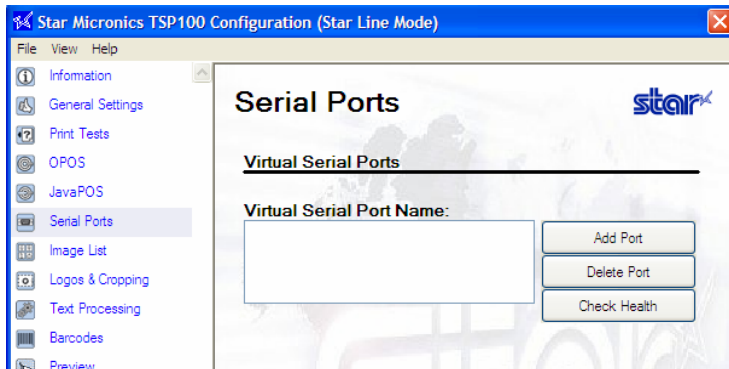 Star Micronics TSP100 Configuration (Star Line Mode)
File View Help
Information
General Settings
Print Tests
OPOS
JavaPOS
Serial Ports
Image List
Logos & Cropping
Text Processing
Barcodes
Preview
Serial Ports
star
Virtual Serial Ports
Virtual Serial Port Name:
Add Port
Delete Port
Check Health